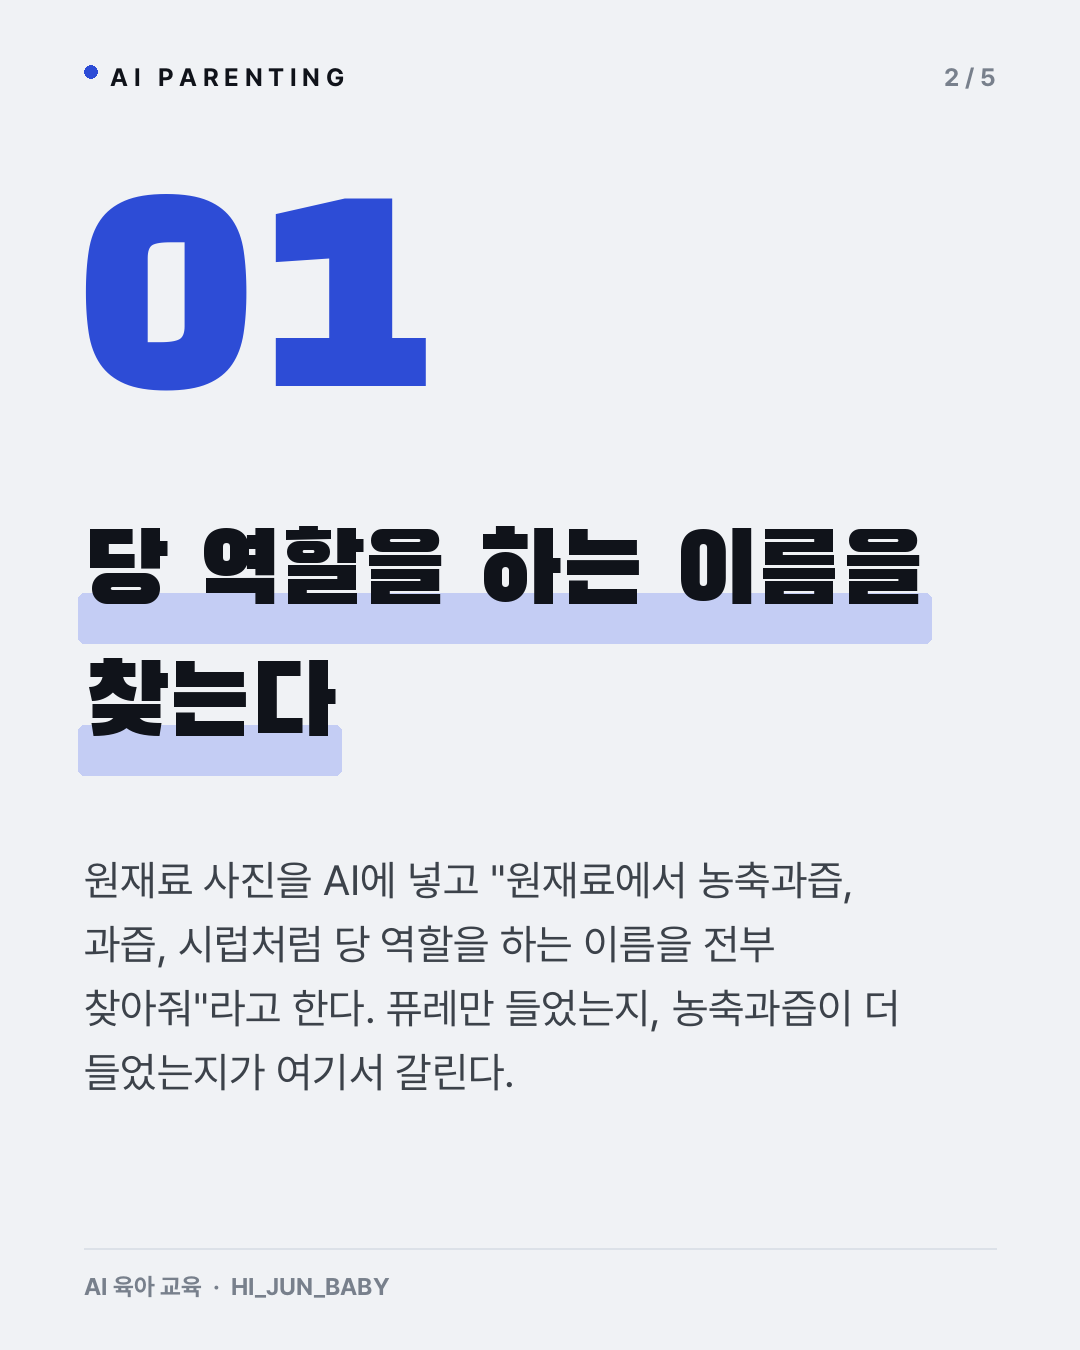 AI PARENTING
2 / 5
01
당 역할을 하는 이름을
찾는다
원재료 사진을 AI에 넣고 "원재료에서 농축과즙,
과즙, 시럽처럼 당 역할을 하는 이름을 전부
찾아줘"라고 한다. 퓨레만 들었는지, 농축과즙이 더
들었는지가 여기서 갈린다.
AI 육아 교육 · HI_JUN_BABY